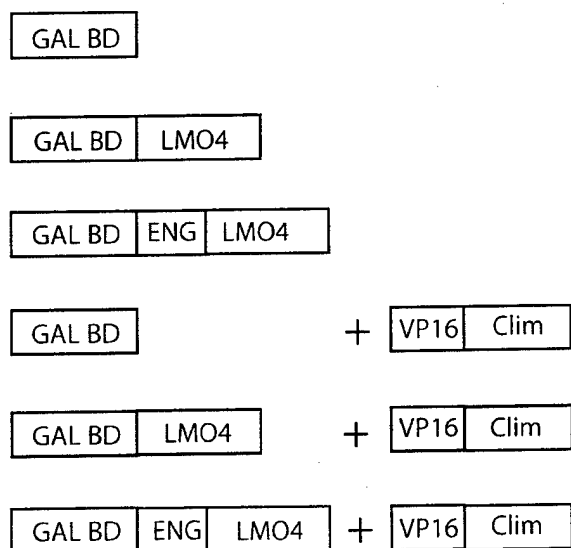 GAL BD
GAL BD LMO4
GAL BD ENG LMO4
GAL BD + VP16 Clim
GAL BD LMO4 + VP16 Clim
GAL BD ENG LMO4 + VP16 Clim